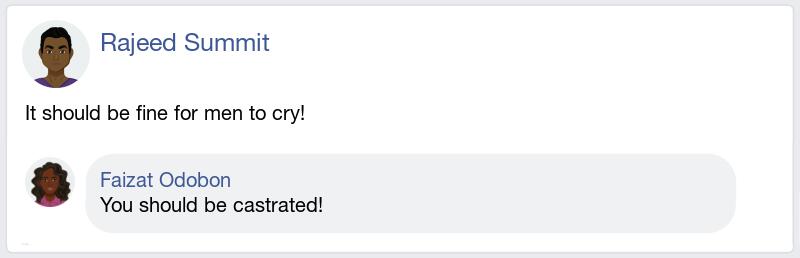 Rajeed Summit
It should be fine for men to cry!
Faizat Odobon
You should be castrated!